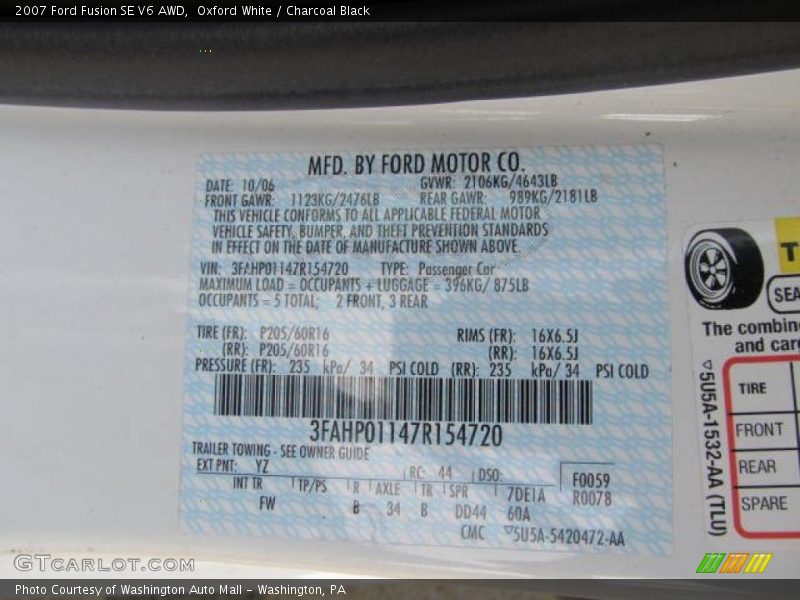 2007 Ford Fusion SE V6 AWD,  Oxford White / Charcoal Black
MFD. BY FORD MOTOR CO.
DATE: 10/06 GVWR: 2106KG/4643LB
FRONT GAWR: 1123KG/2476LB REAR GAWR: 989KG/2181LB
THIS VEHICLE CONFORMS TO ALL APPLICABLE FEDERAL MOTOR
VEHICLE SAFETY, BUMPER, AND THEFT PREVENTION STANDARDS
IN EFFECT ON THE DATE OF MANUFACTURE SHOWN ABOVE.
VIN: 3FAHP01147R154720 TYPE: Passenger Car
MAXIMUM LOAD = OCCUPANTS + LUGGAGE = 396KG/ 875LB
OCCUPANTS = 5 TOTAL; 2 FRONT, 3 REAR
TIRE (FR): P205/60R16 RIMS (FR): 16X6.5J
(RR): P205/60R16 (RR): 16X6.5J
PRESSURE (FR): 235 kPa/ 34 PSI COLD (RR): 235 kPa/ 34 PSI COLD
3FAHP01147R154720
TRAILER TOWING - SEE OWNER GUIDE
EXT PNT: YZ RC: 44 DSO: F0059
INT TR TP/PS R AXLE TR SPR 7DE1A R0078
FW B 34 B DD44 60A
CMC 5U5A-5420472-AA
T
SEA
The combin
and car
TIRE
FRONT
REAR
SPARE
5U5A-1532-AA (TLU)
GTCarLot.com
Photo Courtesy of Washington Auto Mall - Washington, PA